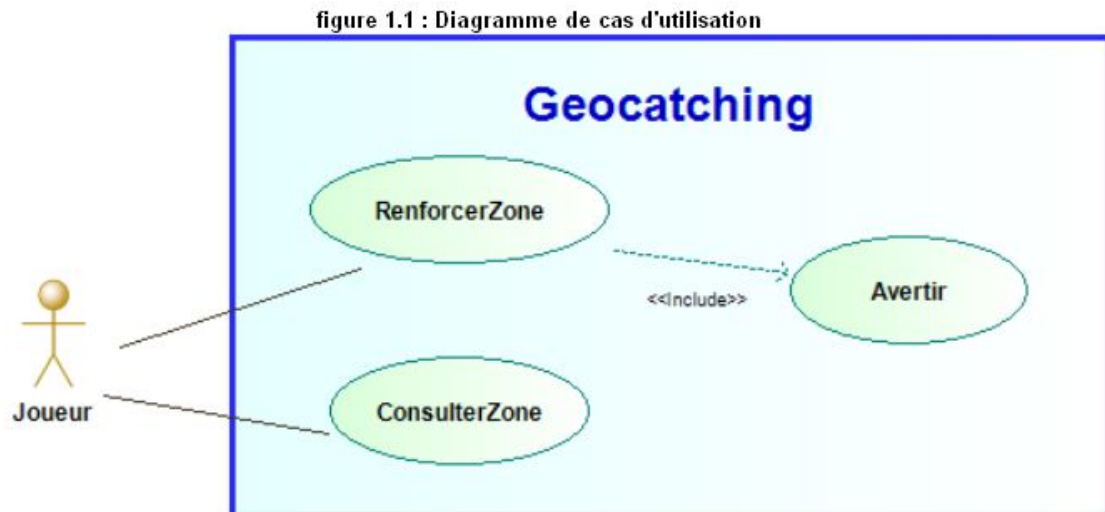 figure 1.1 : Diagramme de cas d'utilisation
Geocatching
RenforcerZone
<<Include>>
Avertir
Joueur
ConsulterZone